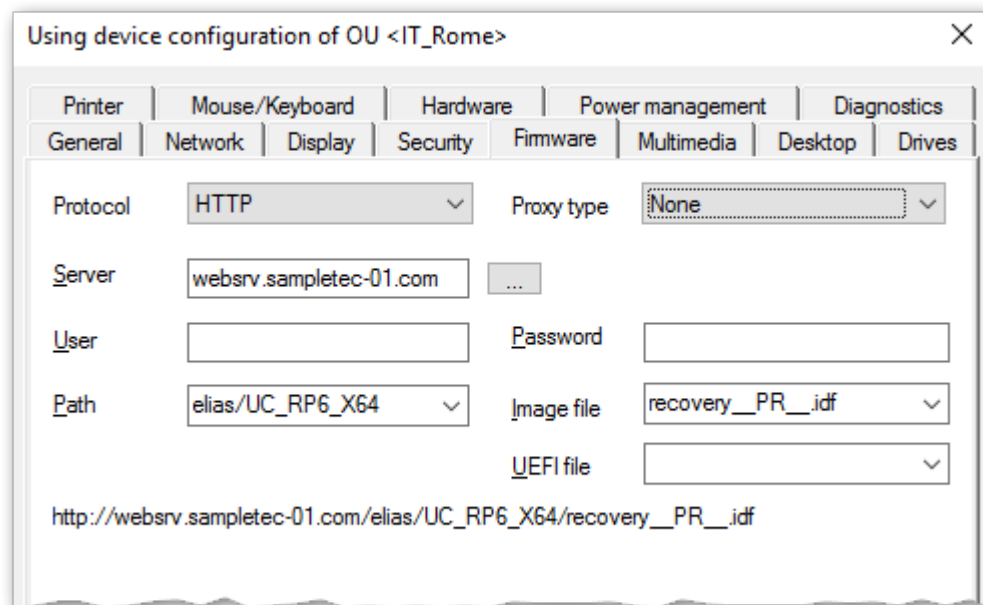 Using device configuration of OU <IT_Rome>
Printer Mouse/Keyboard Hardware Power management Diagnostics
General Network Display Security Firmware Multimedia Desktop Drives
Protocol HTTP Proxy type None
Server websrv.sampletec-01.com ...
User Password
Path elias/UC_RP6_X64 Image file recovery__PR__.idf
UEFI file
http://websrv.sampletec-01.com/elias/UC_RP6_X64/recovery__PR__.idf